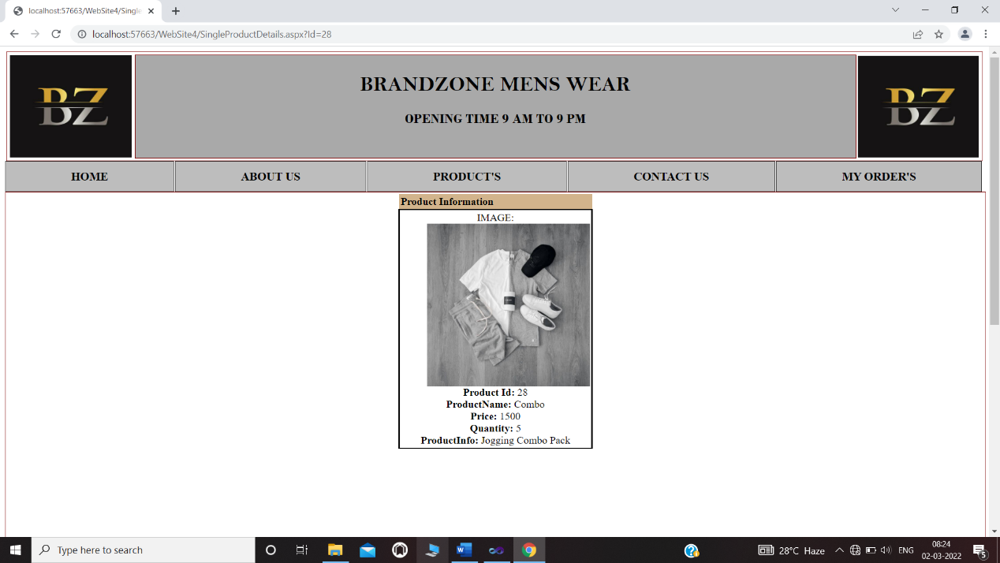 localhost:57663/WebSite4/Single
localhost:57663/WebSite4/SingleProductDetails.aspx?Id=28
BZ
BRANDZONE MENS WEAR
OPENING TIME 9 AM TO 9 PM
BZ
HOME
ABOUT US
PRODUCT'S
CONTACT US
MY ORDER'S
Product Information
IMAGE:
Product Id: 28
ProductName: Combo
Price: 1500
Quantity: 5
ProductInfo: Jogging Combo Pack
Type here to search
28°C Haze
ENG
08:24
02-03-2022
5